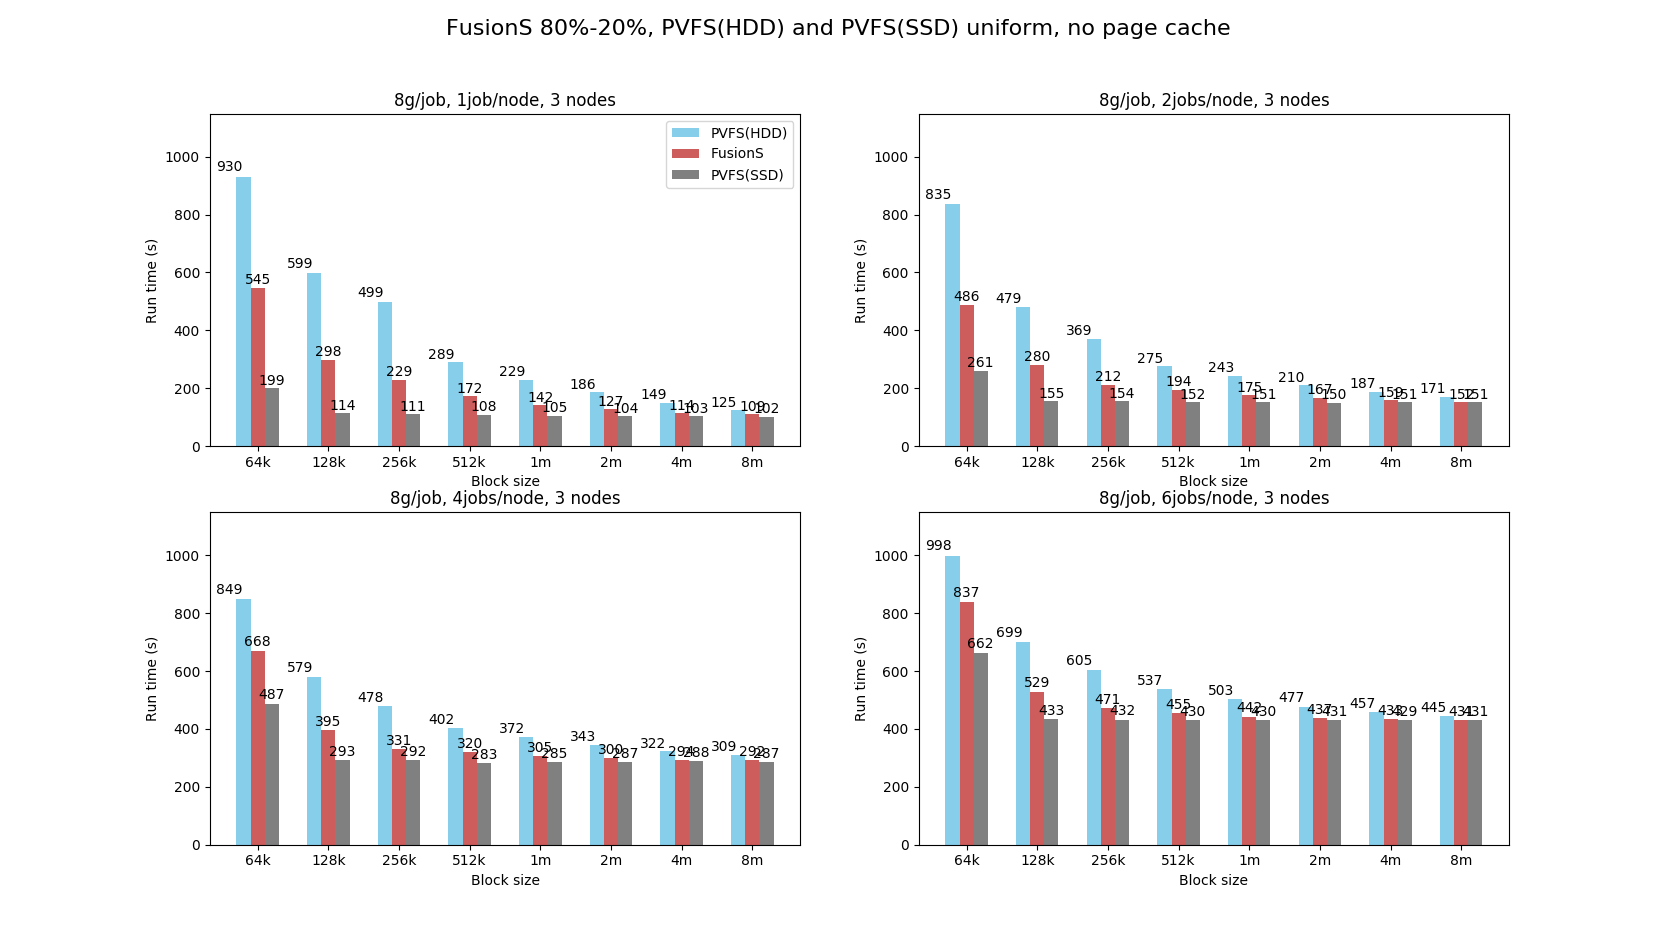 FusionS 80%-20%, PVFS(HDD) and PVFS(SSD) uniform, no page cache
8g/job, 1job/node, 3 nodes
PVFS(HDD)
FusionS
PVFS(SSD)
Run time (s)
1000
800
600
400
200
0
930 545 199
599 298 114
499 229 111
289 172 108
229 142 105
186 127 104
149 114 103
125 109 102
64k 128k 256k 512k 1m 2m 4m 8m
Block size
8g/job, 2jobs/node, 3 nodes
Run time (s)
1000
800
600
400
200
0
835 486 261
479 280 155
369 212 154
275 194 152
243 175 151
210 167 150
187 159 151
171 152 151
64k 128k 256k 512k 1m 2m 4m 8m
Block size
8g/job, 4jobs/node, 3 nodes
Run time (s)
1000
800
600
400
200
0
849 668 487
579 395 293
478 331 292
402 320 283
372 305 285
343 300 287
322 294 288
309 292 287
64k 128k 256k 512k 1m 2m 4m 8m
Block size
8g/job, 6jobs/node, 3 nodes
Run time (s)
1000
800
600
400
200
0
998 837 662
699 529 433
605 471 432
537 455 430
503 442 430
477 437 431
457 433 429
445 431 431
64k 128k 256k 512k 1m 2m 4m 8m
Block size